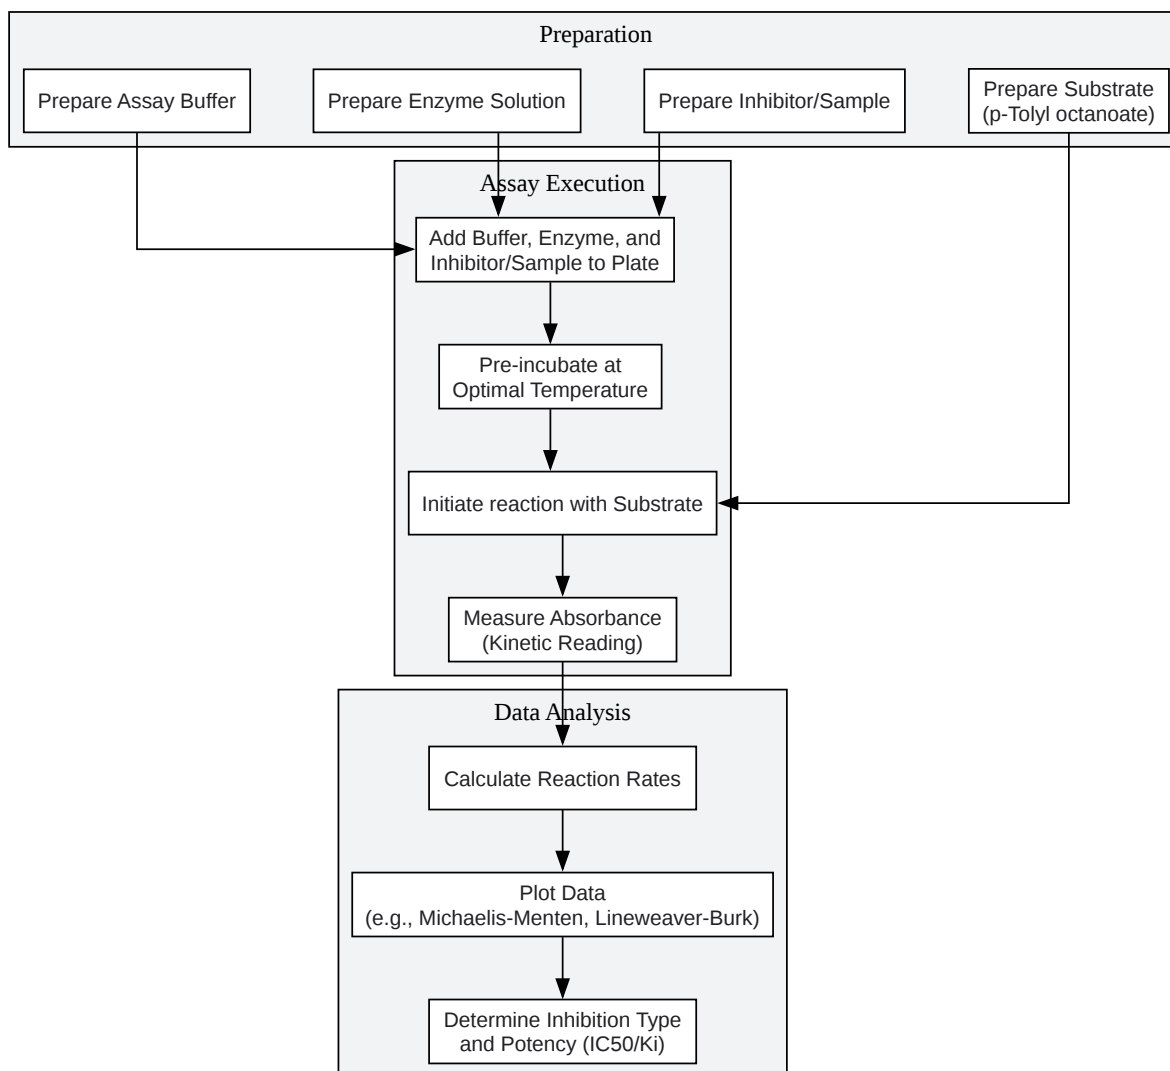 Preparation
Prepare Assay Buffer
Prepare Enzyme Solution
Prepare Inhibitor/Sample
Prepare Substrate
(p-Tolyl octanoate)
Assay Execution
Add Buffer, Enzyme, and
Inhibitor/Sample to Plate
Pre-incubate at
Optimal Temperature
Initiate reaction with Substrate
Measure Absorbance
(Kinetic Reading)
Data Analysis
Calculate Reaction Rates
Plot Data
(e.g., Michaelis-Menten, Lineweaver-Burk)
Determine Inhibition Type
and Potency (IC50/Ki)